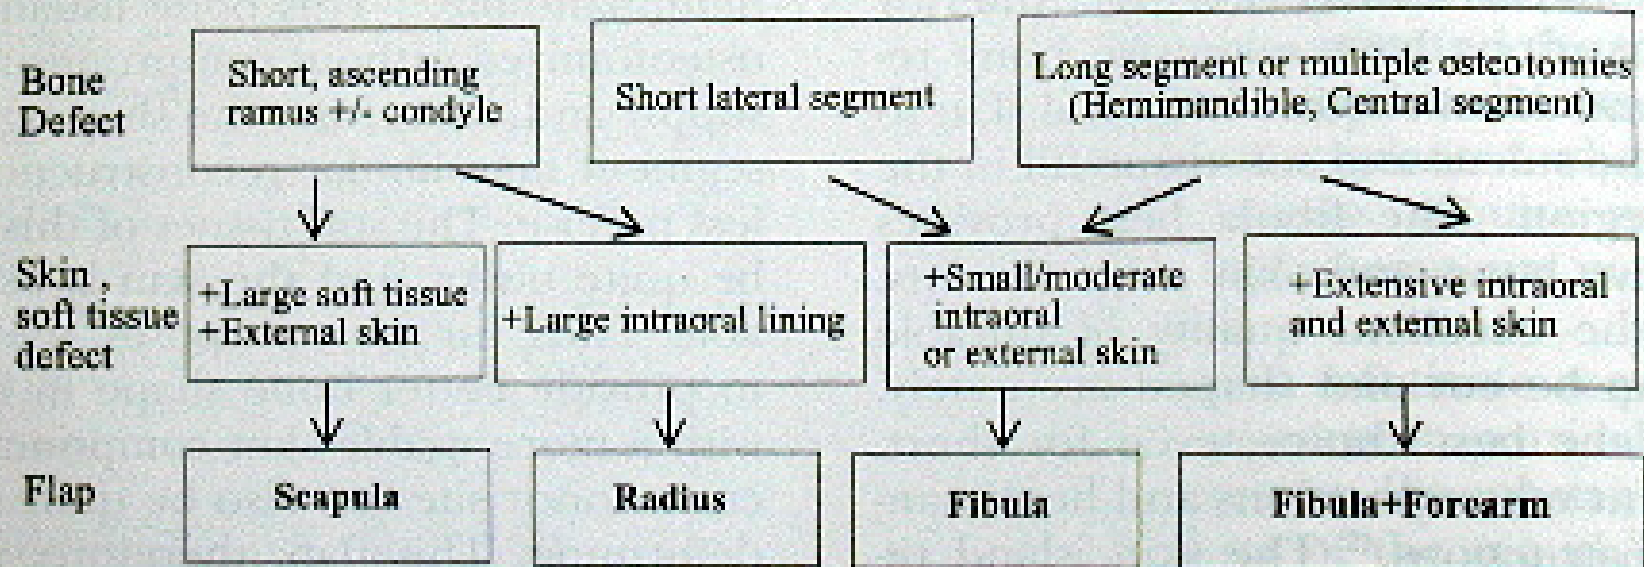 Bone
Defect
Short, ascending
ramus +/- condyle
Short lateral segment
Long segment or multiple osteotomies
(Hemimandible, Central segment)
Skin ,
soft tissue
defect
+Large soft tissue
+External skin
+Large intraoral lining
+Small/moderate
intraoral
or external skin
+Extensive intraoral
and external skin
Flap
Scapula
Radius
Fibula
Fibula+Forearm